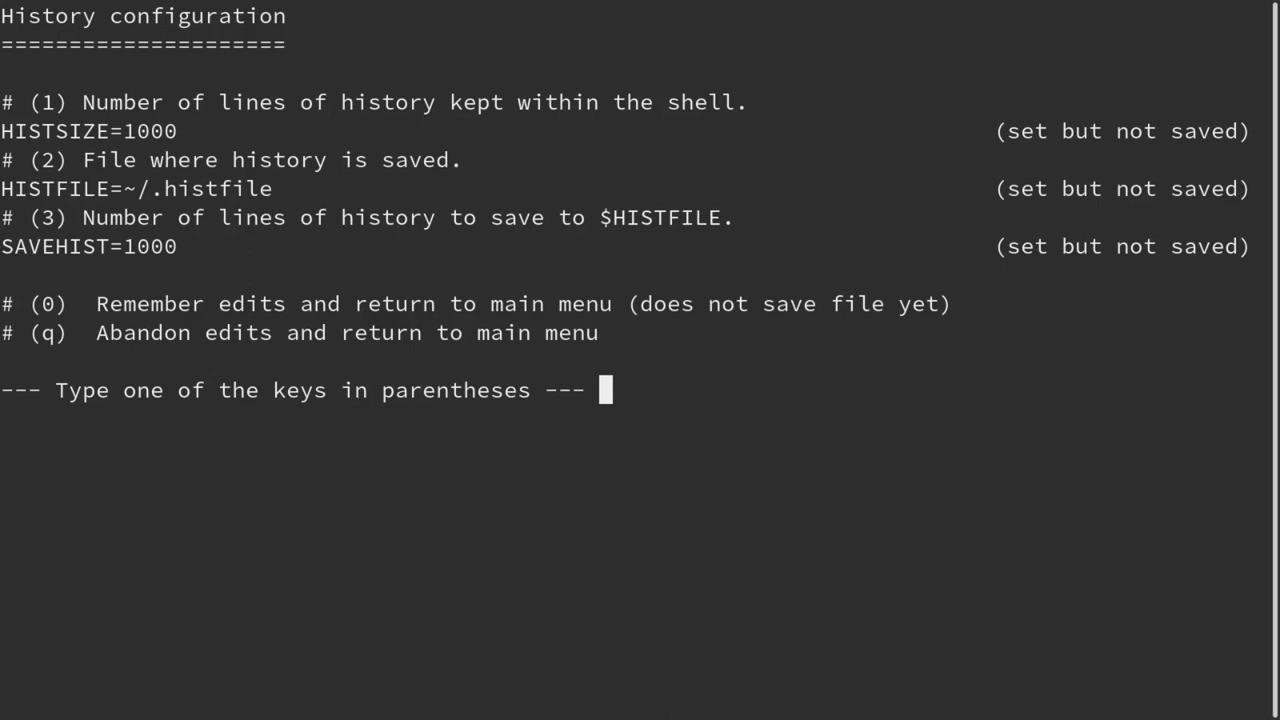 History configuration
=====================
# (1) Number of lines of history kept within the shell.
HISTSIZE=1000 (set but not saved)
# (2) File where history is saved.
HISTFILE=~/.histfile (set but not saved)
# (3) Number of lines of history to save to $HISTFILE.
SAVEHIST=1000 (set but not saved)
# (0)  Remember edits and return to main menu (does not save file yet)
# (q)  Abandon edits and return to main menu
--- Type one of the keys in parentheses ---